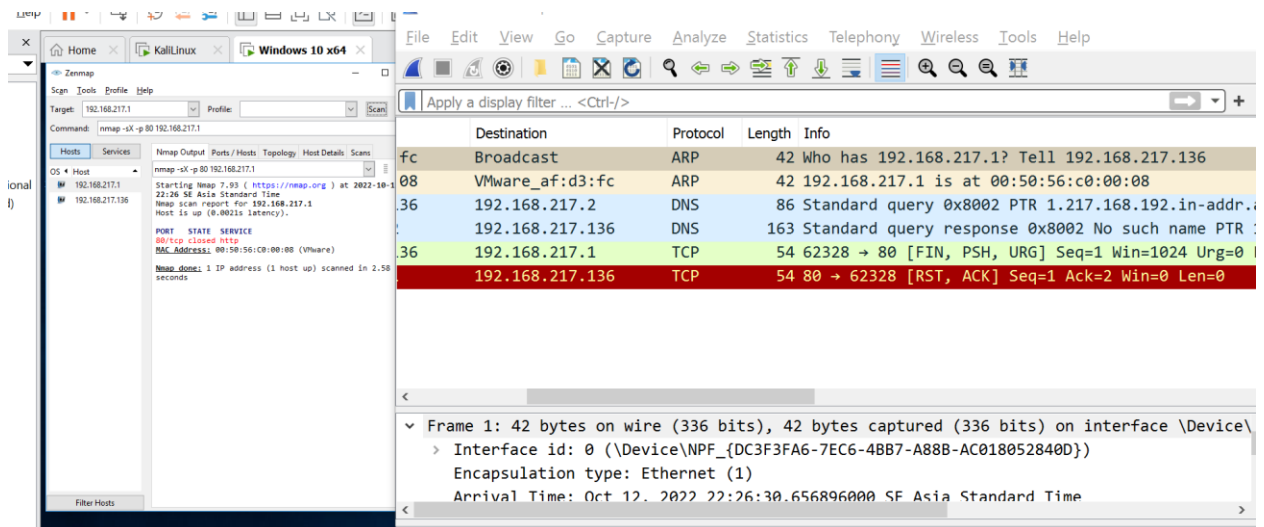 Help
Home
KaliLinux
Windows 10 x64
Zenmap
Scan Tools Profile Help
Target: 192.168.217.1 Profile: Scan
Command: nmap -sX -p 80 192.168.217.1
Hosts Services
OS Host
192.168.217.1
192.168.217.136
Filter Hosts
Nmap Output Ports / Hosts Topology Host Details Scans
nmap -sX -p 80 192.168.217.1
Starting Nmap 7.93 ( https://nmap.org ) at 2022-10-1
22:26 SE Asia Standard Time
Nmap scan report for 192.168.217.1
Host is up (0.0021s latency).
PORT STATE SERVICE
80/tcp closed http
MAC Address: 00:50:56:C0:00:08 (VMware)
Nmap done: 1 IP address (1 host up) scanned in 2.58
seconds
File Edit View Go Capture Analyze Statistics Telephony Wireless Tools Help
Apply a display filter ... <Ctrl-/>
Destination Protocol Length Info
fc Broadcast ARP 42 Who has 192.168.217.1? Tell 192.168.217.136
08 VMware_af:d3:fc ARP 42 192.168.217.1 is at 00:50:56:c0:00:08
.36 192.168.217.2 DNS 86 Standard query 0x8002 PTR 1.217.168.192.in-addr.
192.168.217.136 DNS 163 Standard query response 0x8002 No such name PTR
.36 192.168.217.1 TCP 54 62328 → 80 [FIN, PSH, URG] Seq=1 Win=1024 Urg=0
192.168.217.136 TCP 54 80 → 62328 [RST, ACK] Seq=1 Ack=2 Win=0 Len=0
Frame 1: 42 bytes on wire (336 bits), 42 bytes captured (336 bits) on interface \Device\
Interface id: 0 (\Device\NPF_{DC3F3FA6-7EC6-4BB7-A88B-AC018052840D})
Encapsulation type: Ethernet (1)
Arrival Time: Oct 12, 2022 22:26:30.656896000 SE Asia Standard Time